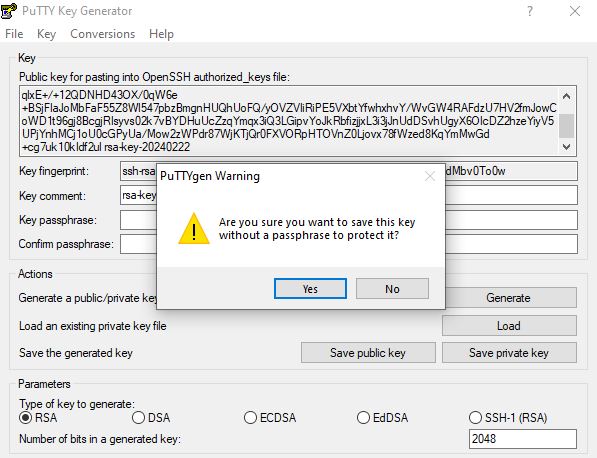 PuTTY Key Generator
File Key Conversions Help
Key
Public key for pasting into OpenSSH authorized_keys file:
qlxE+/+12QDNHD43OX/0qW6e
+BSjFlaJoMbFaF55Z8Wl547pbzBmgnHUQhUoFQ/yOVZVliRiPE5VXbtYfwhxhvY/WvGW4RAFdzU7HV2fmJowC
oWD1t96gj8BcgjRlsyvs02k7vBYDHuUcZzqYmqx3iQ3LGipvYoJkRbfizjjxL3i3jJnUdDSvhUgyX6OlcDZ2hzeYiyV5
UPjYnhMCj1oU0cGPyUa/Mow2zWPdr87WjKTjQr0FXVORpHTOVnZ0Ljovx78fWzed8KqYmMwGd
+cg7uk10kldf2ul rsa-key-20240222
Key fingerprint: ssh-rsa dMbv0To0w
Key comment: rsa-key
Key passphrase:
Confirm passphrase:
PuTTYgen Warning
Are you sure you want to save this key
without a passphrase to protect it?
Yes No
Actions
Generate a public/private key Generate
Load an existing private key file Load
Save the generated key Save public key Save private key
Parameters
Type of key to generate:
RSA DSA ECDSA EdDSA SSH-1 (RSA)
Number of bits in a generated key: 2048